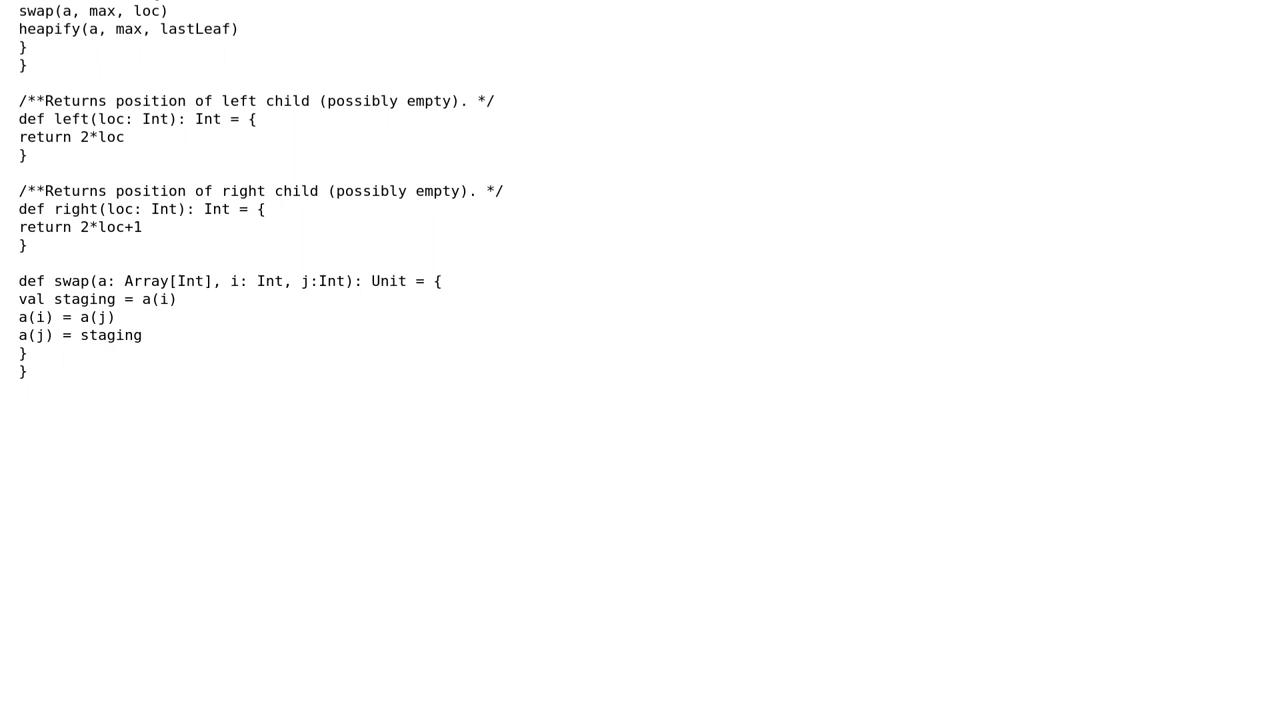 swap(a, max, loc)
heapify(a, max, lastLeaf)
}
}
/**Returns position of left child (possibly empty). */
def left(loc: Int): Int = {
return 2*loc
}
/**Returns position of right child (possibly empty). */
def right(loc: Int): Int = {
return 2*loc+1
}
def swap(a: Array[Int], i: Int, j:Int): Unit = {
val staging = a(i)
a(i) = a(j)
a(j) = staging
}
}